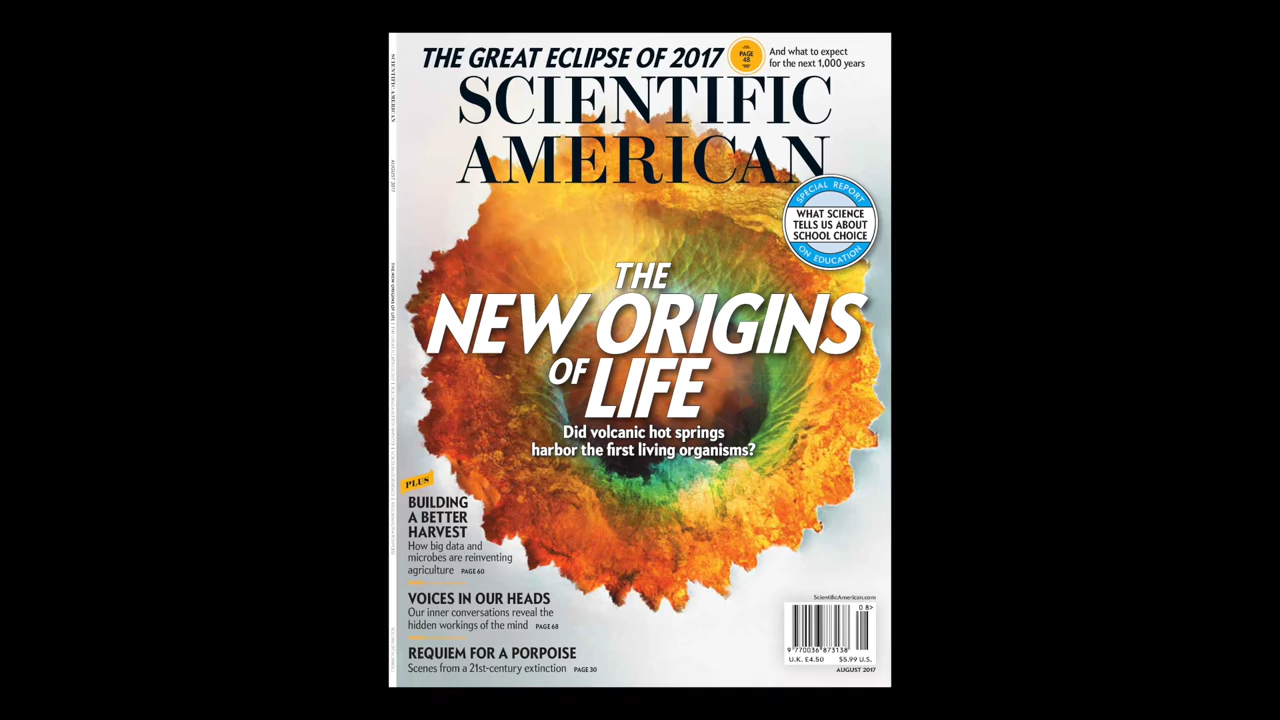 THE GREAT ECLIPSE OF 2017
PAGE
48
And what to expect
for the next 1,000 years
SCIENTIFIC
AMERICAN
SPECIAL REPORT
WHAT SCIENCE
TELLS US ABOUT
SCHOOL CHOICE
ON EDUCATION
THE
NEW ORIGINS
OF LIFE
Did volcanic hot springs
harbor the first living organisms?
PLUS
BUILDING
A BETTER
HARVEST
How big data and
microbes are reinventing
agriculture PAGE 60
VOICES IN OUR HEADS
Our inner conversations reveal the
hidden workings of the mind PAGE 68
REQUIEM FOR A PORPOISE
Scenes from a 21st-century extinction PAGE 30
ScientificAmerican.com
08>
9 770036 873138
U.K. £4.50 $5.99 U.S.
AUGUST 2017
SCIENTIFIC AMERICAN
AUGUST 2017